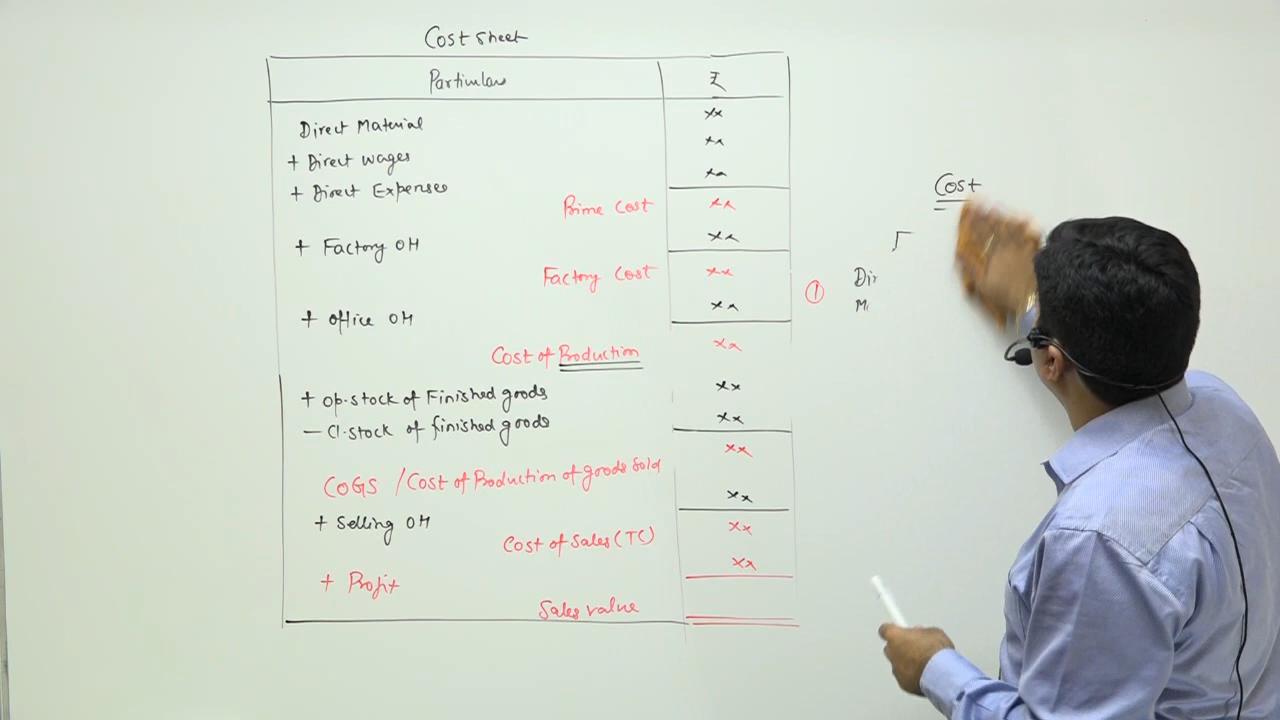 Cost sheet
Particulars ₹
Direct Material xx
+ Direct wages xx
+ Direct Expenses xx
Prime Cost xx
+ Factory OH xx
Factory Cost xx
+ office OH xx
Cost of Production xx
+ op.stock of Finished goods xx
- Cl.stock of finished goods xx
COGS / Cost of Production of goods sold xx
+ Selling OH xx
Cost of Sales (TC) xx
+ Profit xx
Sales value
Cost
1
Dir
M